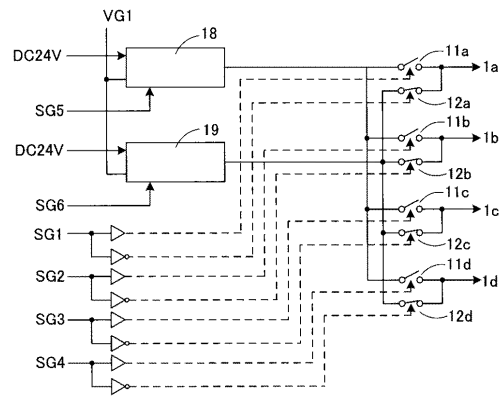 VG1
18
DC24V
11a
1a
SG5
12a
11b
DC24V
19
1b
12b
SG6
11c
SG1
1c
12c
SG2
11d
1d
SG3
12d
SG4